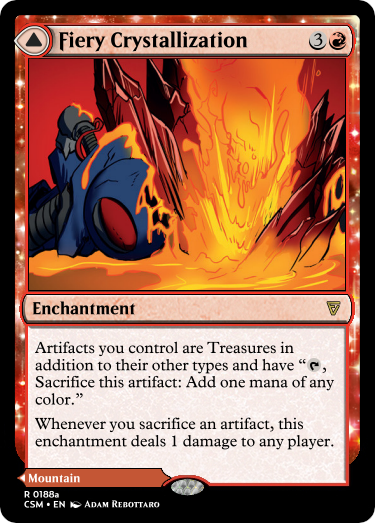 Fiery Crystallization 3
Enchantment
Artifacts you control are Treasures in
addition to their other types and have “,
Sacrifice this artifact: Add one mana of any
color.”
Whenever you sacrifice an artifact, this
enchantment deals 1 damage to any player.
Mountain
R 0188a
CSM • EN Adam Rebottaro